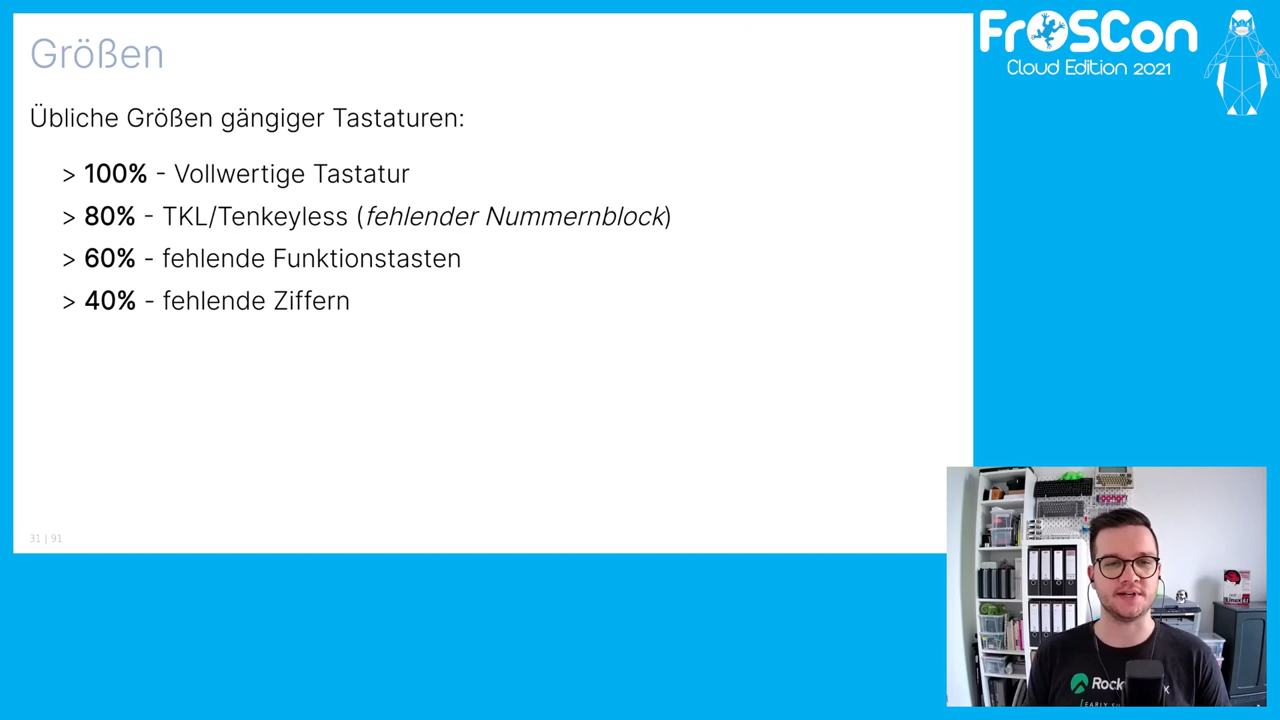 Größen
Übliche Größen gängiger Tastaturen:
> 100% - Vollwertige Tastatur
> 80% - TKL/Tenkeyless (fehlender Nummernblock)
> 60% - fehlende Funktionstasten
> 40% - fehlende Ziffern
31 | 91
FrOSCon
Cloud Edition 2021